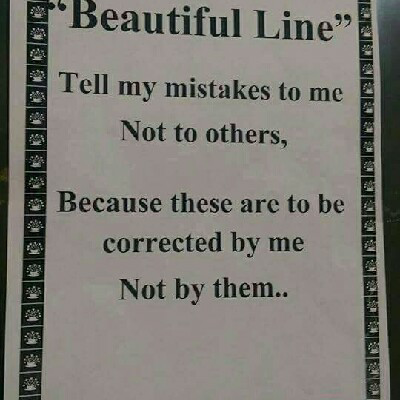 “Beautiful Line”
Tell my mistakes to me
Not to others,
Because these are to be
corrected by me
Not by them..